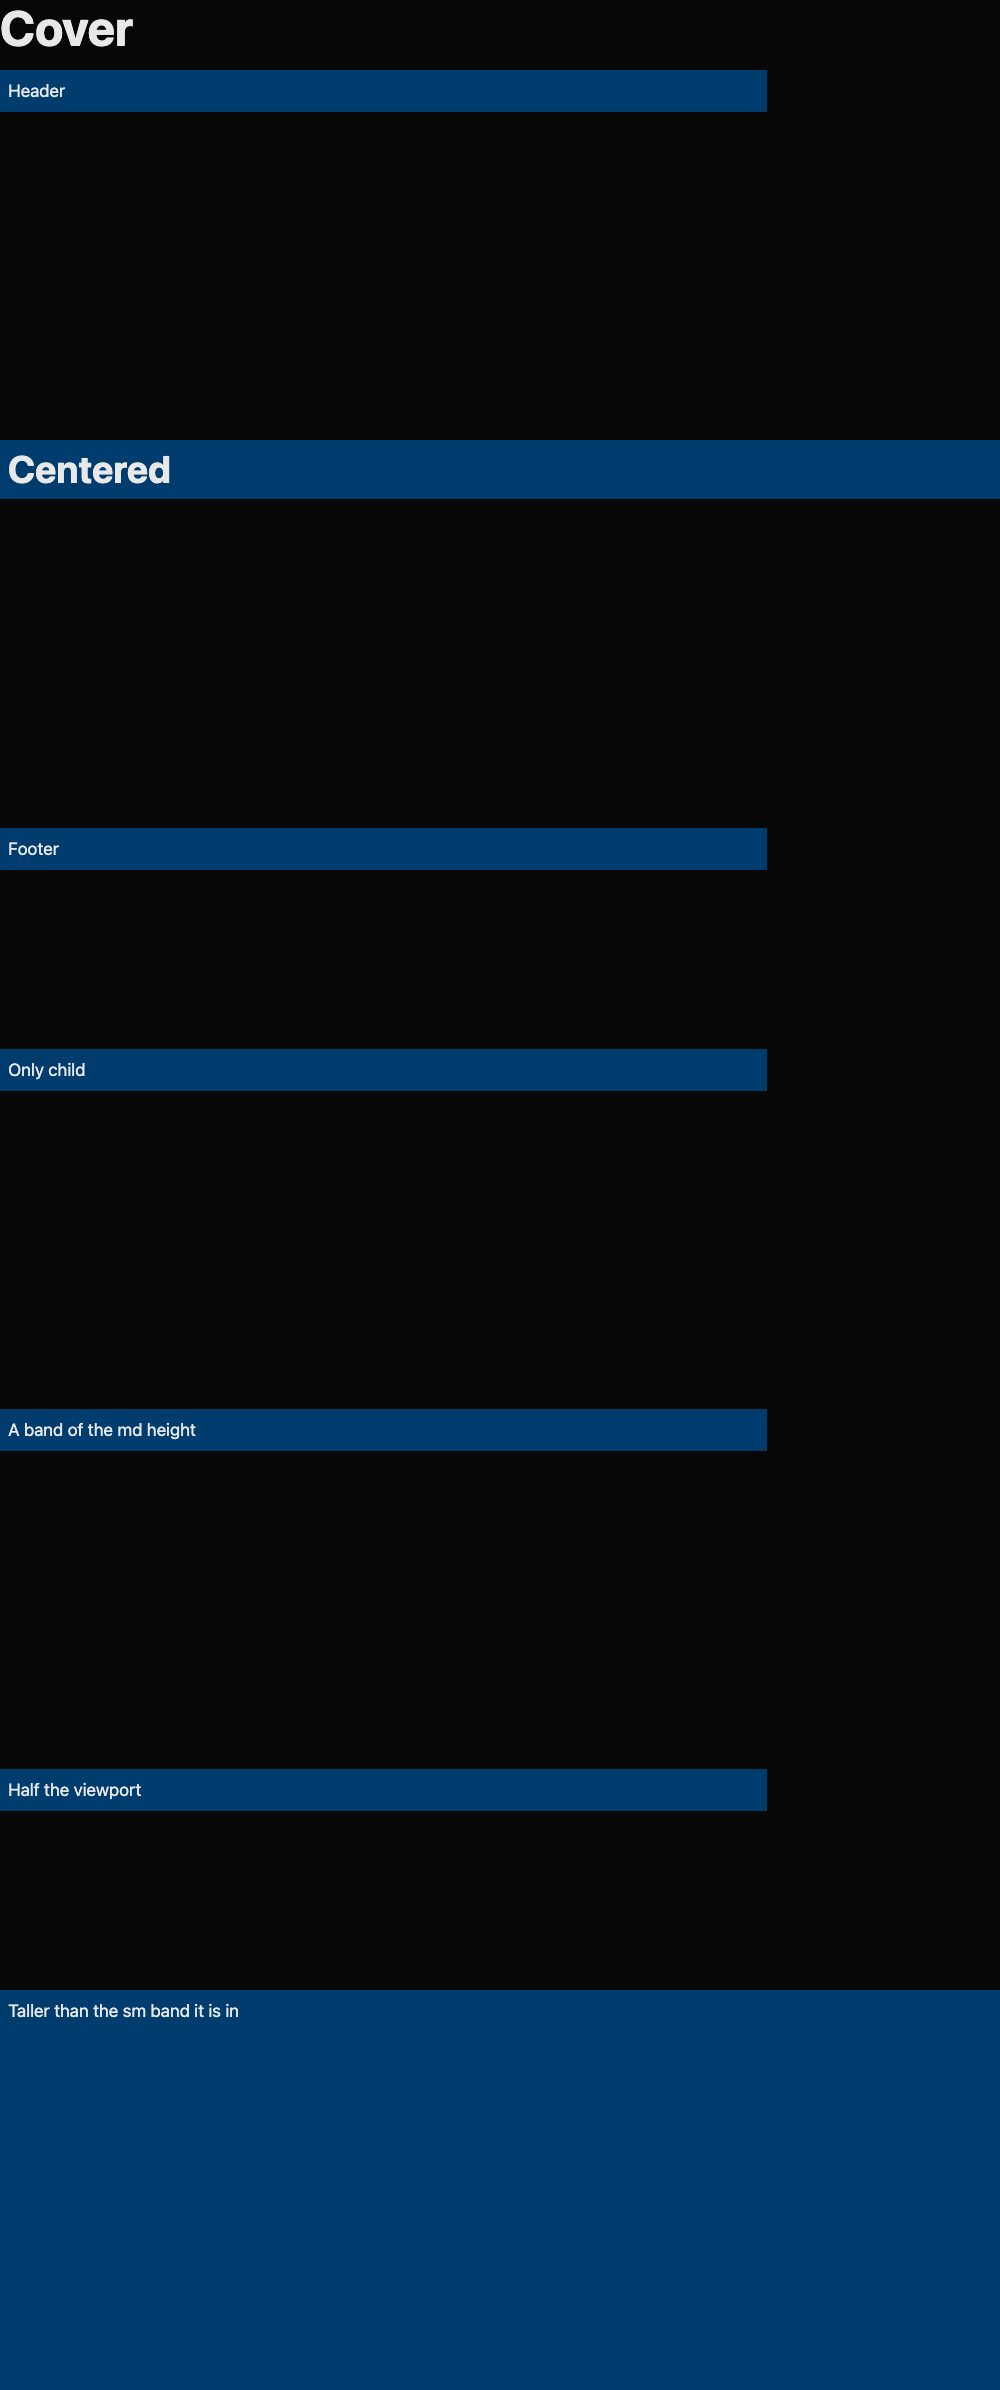 Cover
Header
Centered
Footer
Only child
A band of the md height
Half the viewport
Taller than the sm band it is in